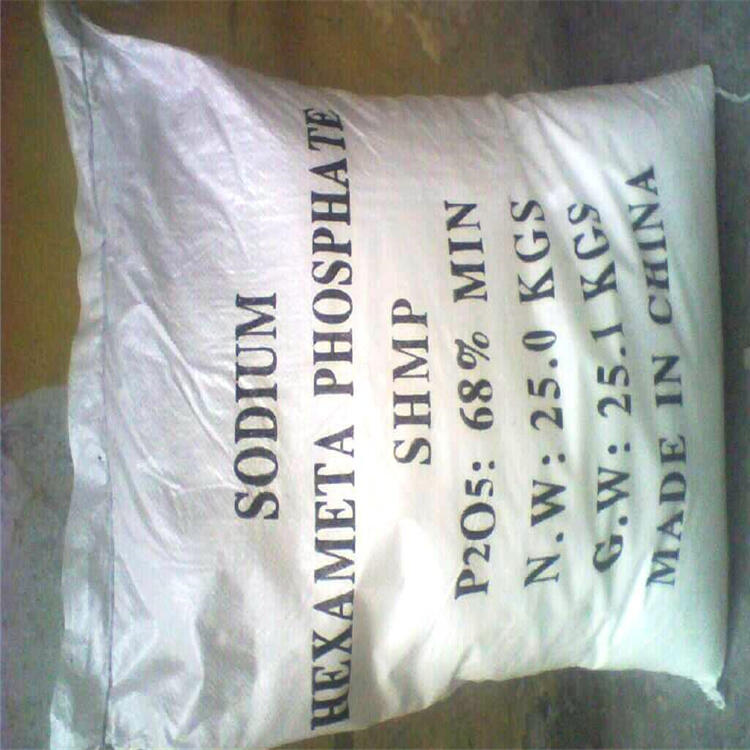 SODIUM
HEXAMETA PHOSPHATE
SHMP
P2O5: 68% MIN
N.W: 25.0 KGS
G.W: 25.1 KGS
MADE IN CHINA